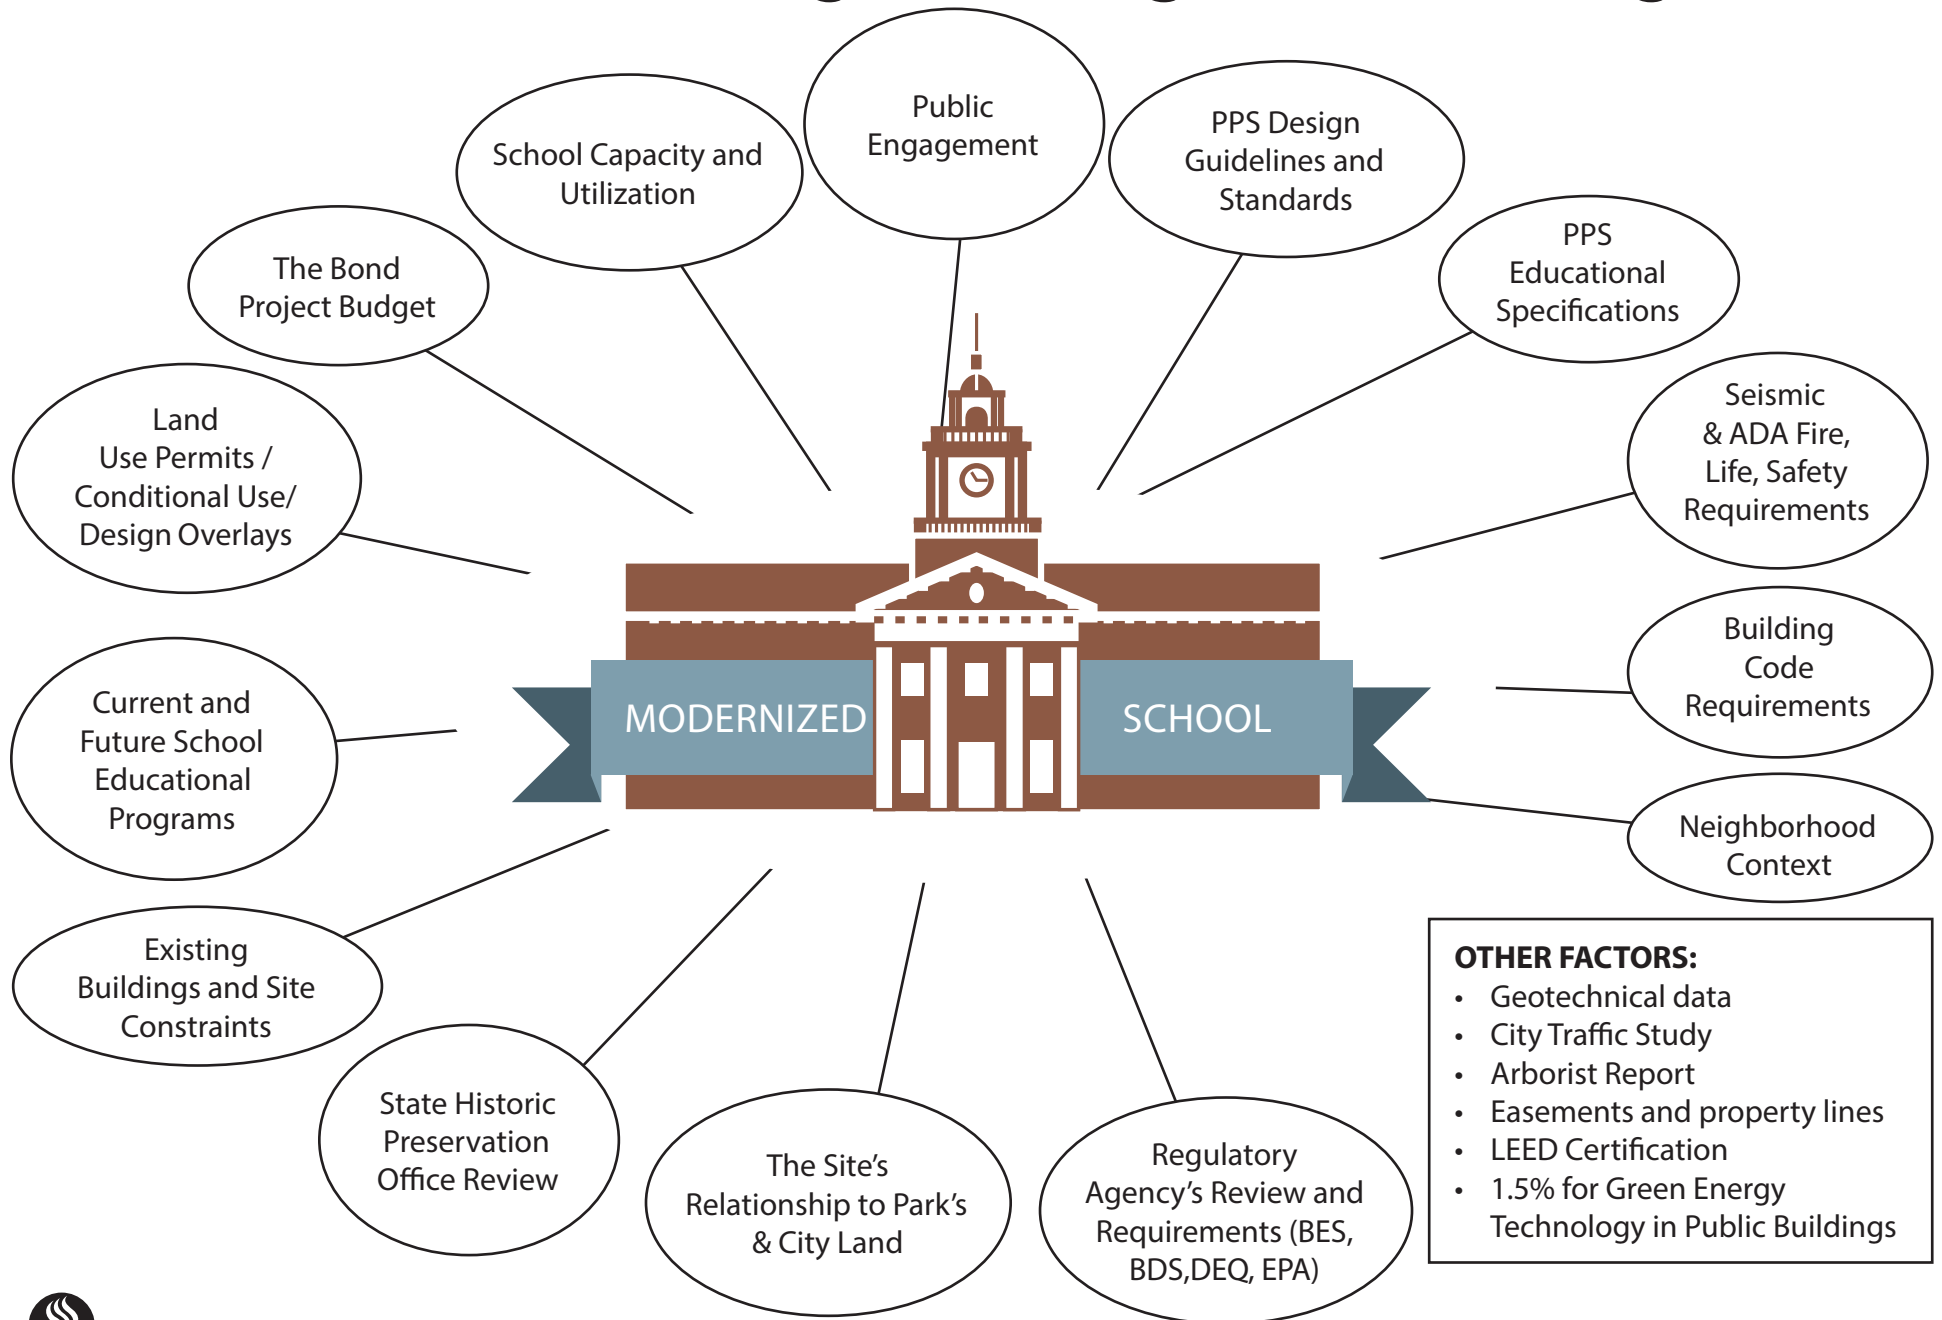 Public
Engagement
School Capacity and
Utilization
PPS Design
Guidelines and
Standards
The Bond
Project Budget
PPS
Educational
Specifications
Land
Use Permits /
Conditional Use/
Design Overlays
Seismic
& ADA Fire,
Life, Safety
Requirements
Current and
Future School
Educational
Programs
Building
Code
Requirements
MODERNIZED
SCHOOL
Neighborhood
Context
Existing
Buildings and Site
Constraints
State Historic
Preservation
Office Review
The Site’s
Relationship to Park’s
& City Land
Regulatory
Agency’s Review and
Requirements (BES,
BDS,DEQ, EPA)
OTHER FACTORS:
• Geotechnical data
• City Traffic Study
• Arborist Report
• Easements and property lines
• LEED Certification
• 1.5% for Green Energy
Technology in Public Buildings